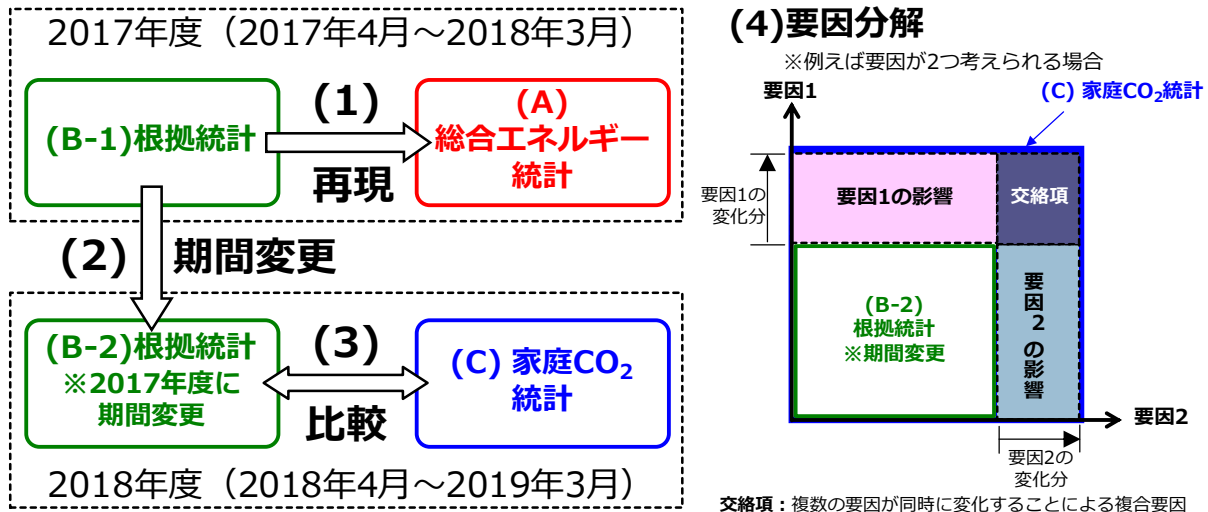 2017年度（2017年4月～2018年3月）
(B-1)根拠統計
(1)
再現
(A)
総合エネルギー
統計
(2)
期間変更
(B-2)根拠統計
※2017年度に
期間変更
(3)
比較
(C) 家庭CO₂
統計
2018年度（2018年4月～2019年3月）
(4)要因分解
※例えば要因が2つ考えられる場合
要因1
(C) 家庭CO₂統計
要因1の
変化分
要因1の影響
交絡項
(B-2)
根拠統計
※期間変更
要因2の影響
要因2
要因2の
変化分
交絡項：複数の要因が同時に変化することによる複合要因